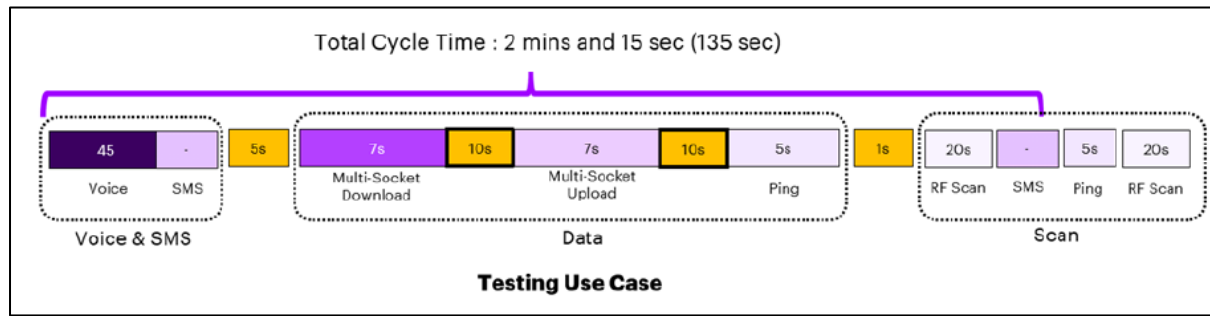 Total Cycle Time : 2 mins and 15 sec (135 sec)
45 - 5s 7s 10s 7s 10s 5s 1s 20s - 5s 20s
Voice SMS Multi-Socket Download Multi-Socket Upload Ping RF Scan SMS Ping RF Scan
Voice & SMS Data Scan
Testing Use Case